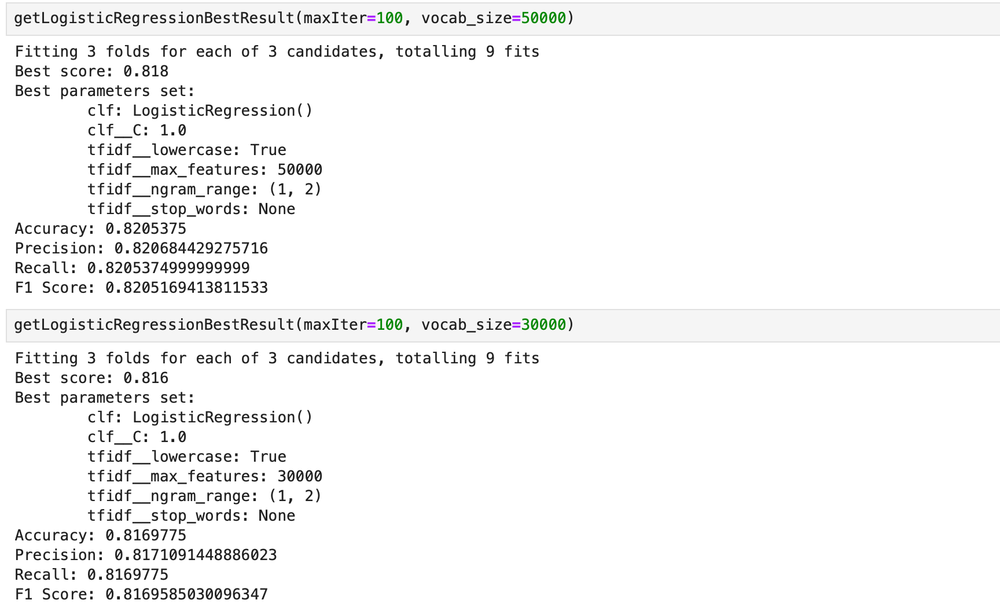 getLogisticRegressionBestResult(maxIter=100, vocab_size=50000)
Fitting 3 folds for each of 3 candidates, totalling 9 fits
Best score: 0.818
Best parameters set:
        clf: LogisticRegression()
        clf__C: 1.0
        tfidf__lowercase: True
        tfidf__max_features: 50000
        tfidf__ngram_range: (1, 2)
        tfidf__stop_words: None
Accuracy: 0.8205375
Precision: 0.820684429275716
Recall: 0.8205374999999999
F1 Score: 0.8205169413811533
getLogisticRegressionBestResult(maxIter=100, vocab_size=30000)
Fitting 3 folds for each of 3 candidates, totalling 9 fits
Best score: 0.816
Best parameters set:
        clf: LogisticRegression()
        clf__C: 1.0
        tfidf__lowercase: True
        tfidf__max_features: 30000
        tfidf__ngram_range: (1, 2)
        tfidf__stop_words: None
Accuracy: 0.8169775
Precision: 0.8171091448886023
Recall: 0.8169775
F1 Score: 0.8169585030096347